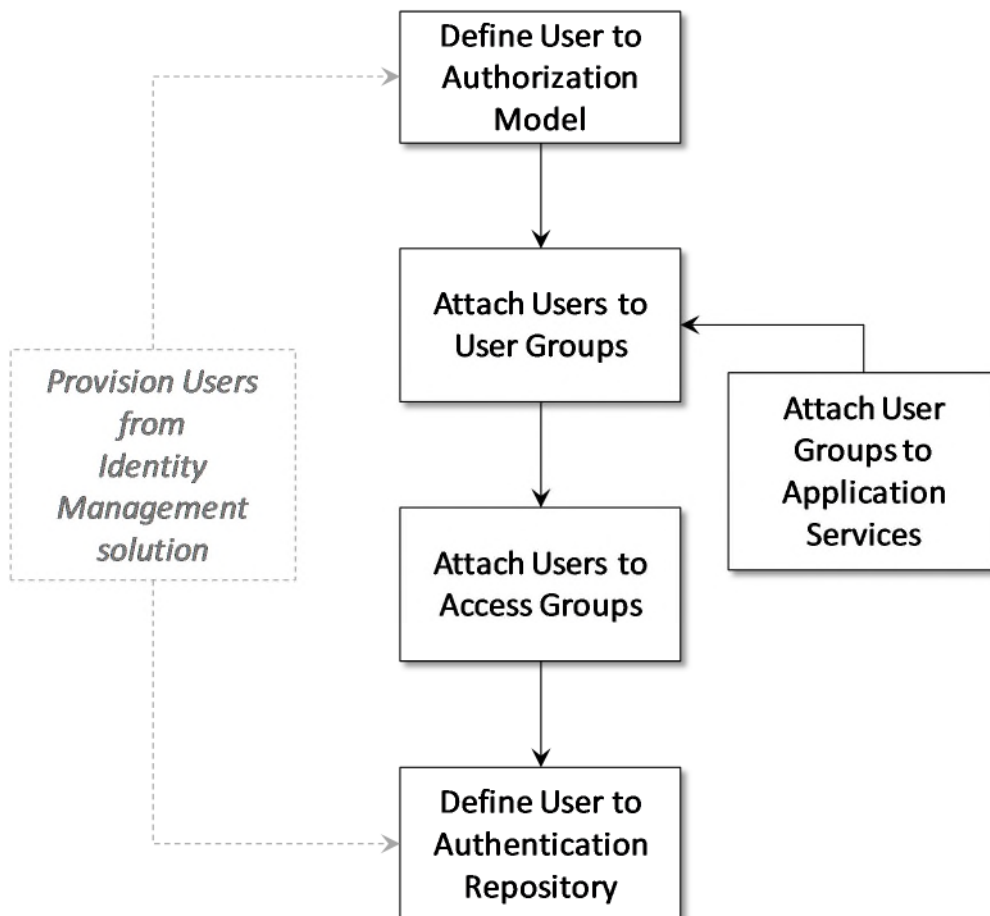 Define User to
Authorization
Model
Attach Users to
User Groups
Provision Users
from
Identity
Management
solution
Attach User
Groups to
Application
Services
Attach Users to
Access Groups
Define User to
Authentication
Repository